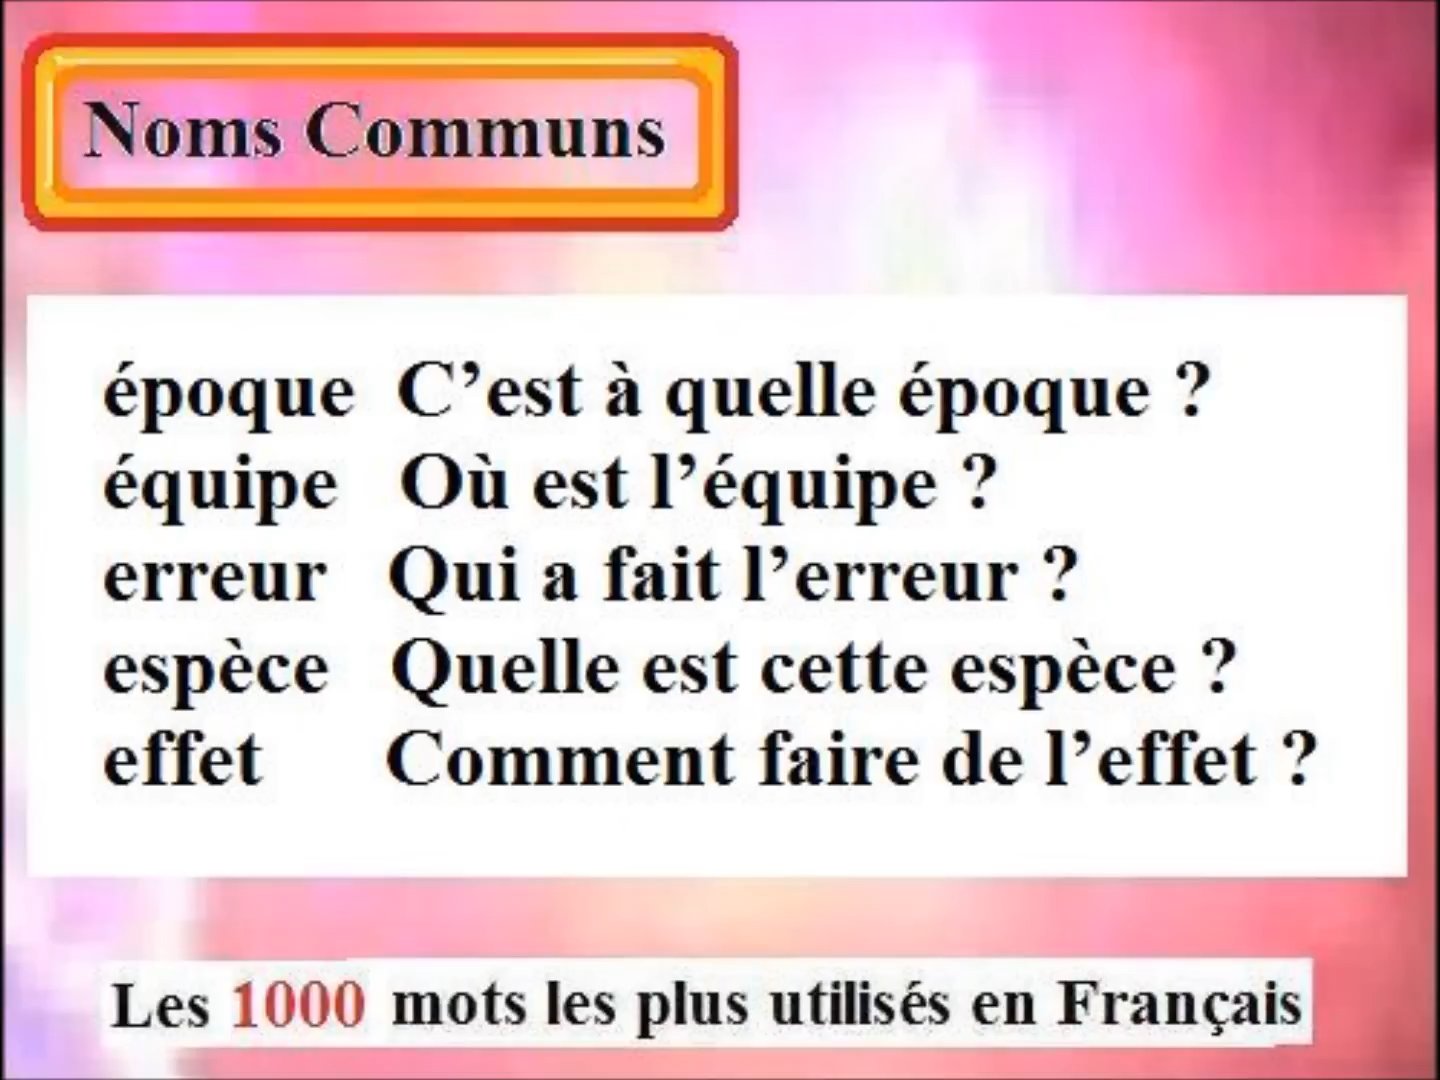 Noms Communs
époque C’est à quelle époque ?
équipe Où est l’équipe ?
erreur Qui a fait l’erreur ?
espèce Quelle est cette espèce ?
effet Comment faire de l’effet ?
Les 1000 mots les plus utilisés en Français